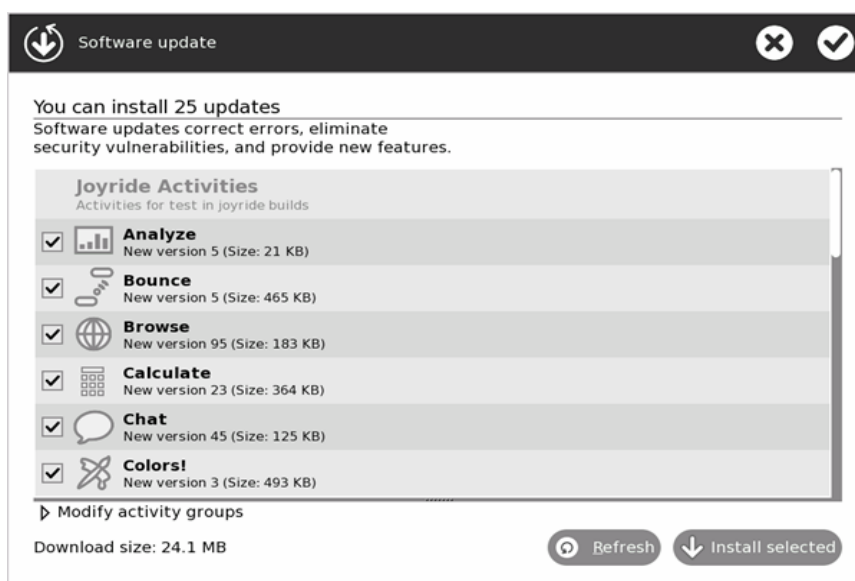 Software update
You can install 25 updates
Software updates correct errors, eliminate
security vulnerabilities, and provide new features.
Joyride Activities
Activities for test in joyride builds
Analyze
New version 5 (Size: 21 KB)
Bounce
New version 5 (Size: 465 KB)
Browse
New version 95 (Size: 183 KB)
Calculate
New version 23 (Size: 364 KB)
Chat
New version 45 (Size: 125 KB)
Colors!
New version 3 (Size: 493 KB)
Modify activity groups
Download size: 24.1 MB
Refresh
Install selected